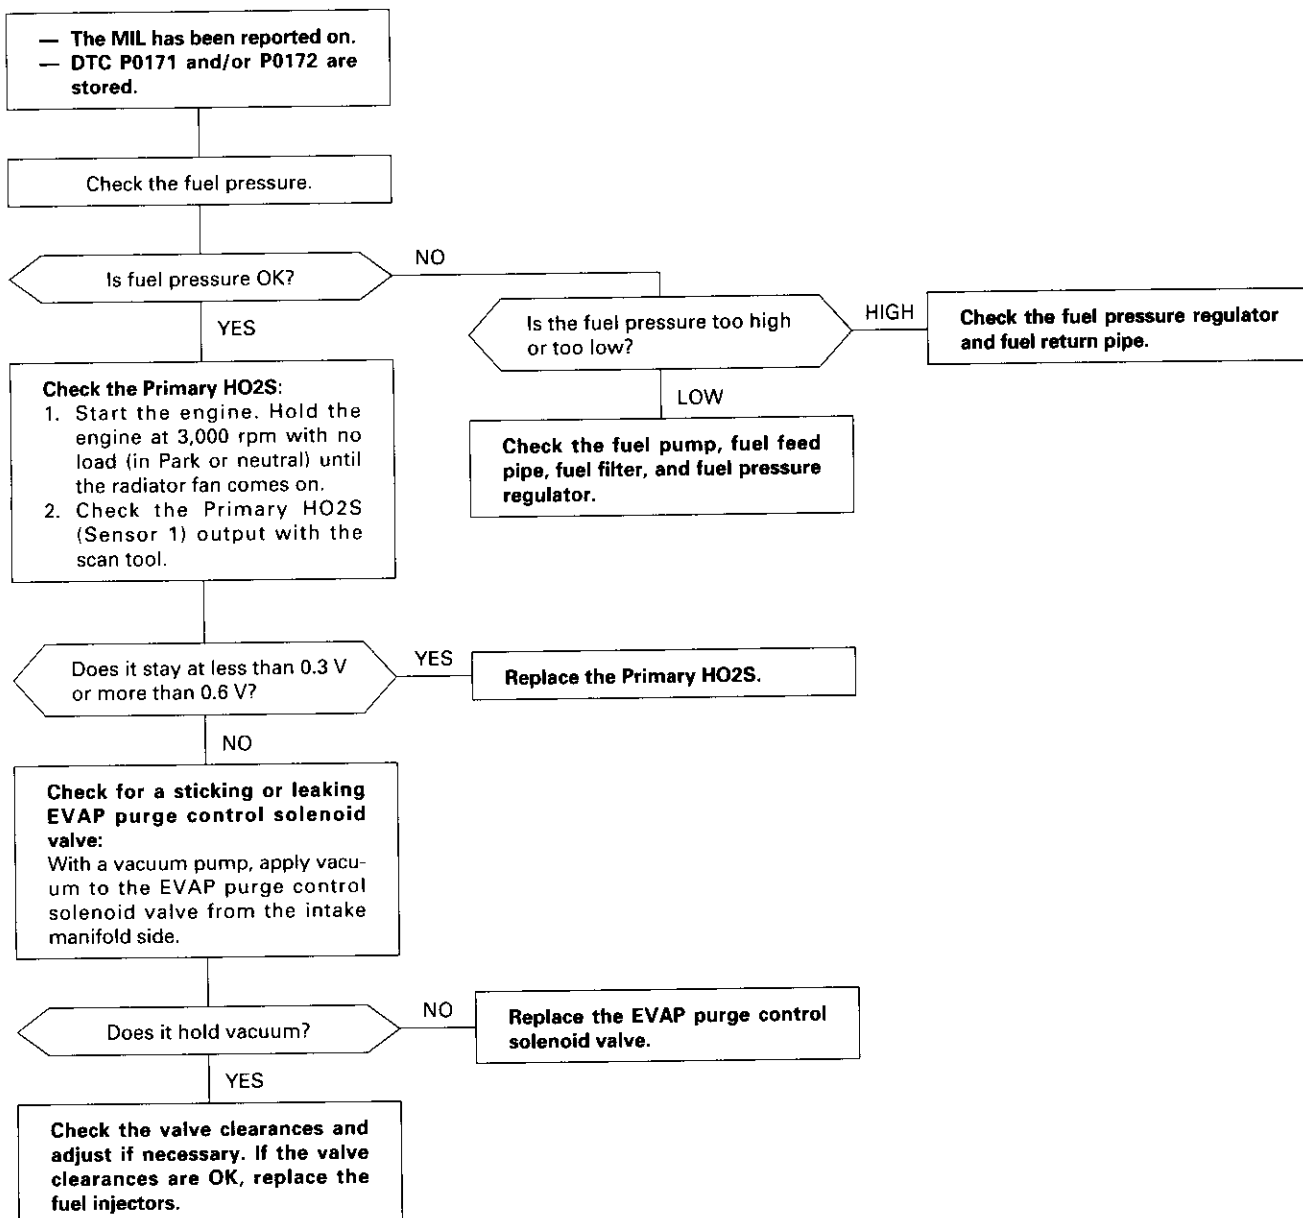 — The MIL has been reported on.
— DTC P0171 and/or P0172 are
stored.
Check the fuel pressure.
Is fuel pressure OK?
NO
YES
Is the fuel pressure too high
or too low?
HIGH
Check the fuel pressure regulator
and fuel return pipe.
LOW
Check the fuel pump, fuel feed
pipe, fuel filter, and fuel pressure
regulator.
Check the Primary HO2S:
1. Start the engine. Hold the
engine at 3,000 rpm with no
load (in Park or neutral) until
the radiator fan comes on.
2. Check the Primary HO2S
(Sensor 1) output with the
scan tool.
Does it stay at less than 0.3 V
or more than 0.6 V?
YES
Replace the Primary HO2S.
NO
Check for a sticking or leaking
EVAP purge control solenoid
valve:
With a vacuum pump, apply vacu-
um to the EVAP purge control
solenoid valve from the intake
manifold side.
Does it hold vacuum?
NO
Replace the EVAP purge control
solenoid valve.
YES
Check the valve clearances and
adjust if necessary. If the valve
clearances are OK, replace the
fuel injectors.